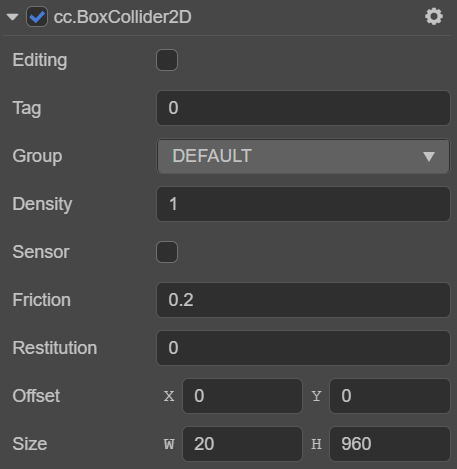 cc.BoxCollider2D
Editing
Tag 0
Group DEFAULT
Density 1
Sensor
Friction 0.2
Restitution 0
Offset X 0 Y 0
Size W 20 H 960